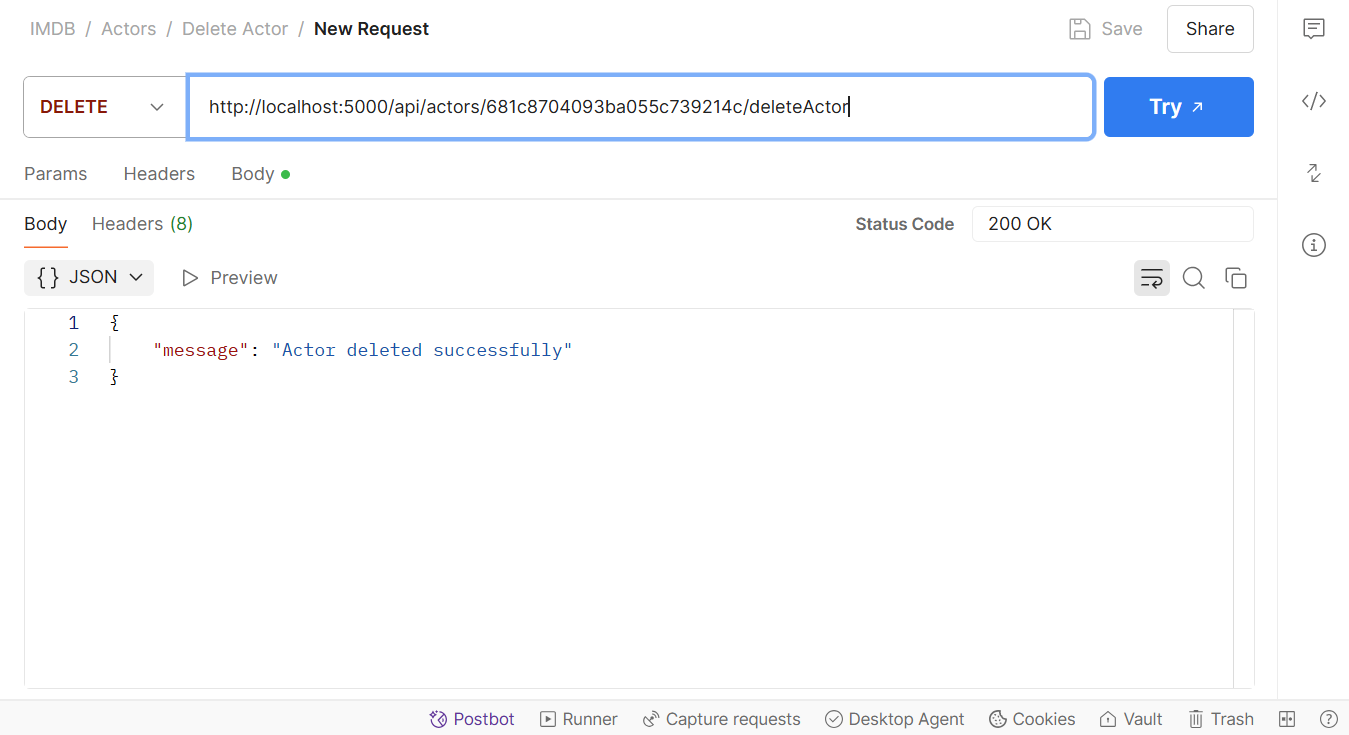 IMDB / Actors / Delete Actor / New Request Save Share
DELETE http://localhost:5000/api/actors/681c8704093ba055c739214c/deleteActor Try
Params Headers Body
Body Headers (8) Status Code 200 OK
{} JSON Preview
1 {
2 "message": "Actor deleted successfully"
3 }
Postbot Runner Capture requests Desktop Agent Cookies Vault Trash